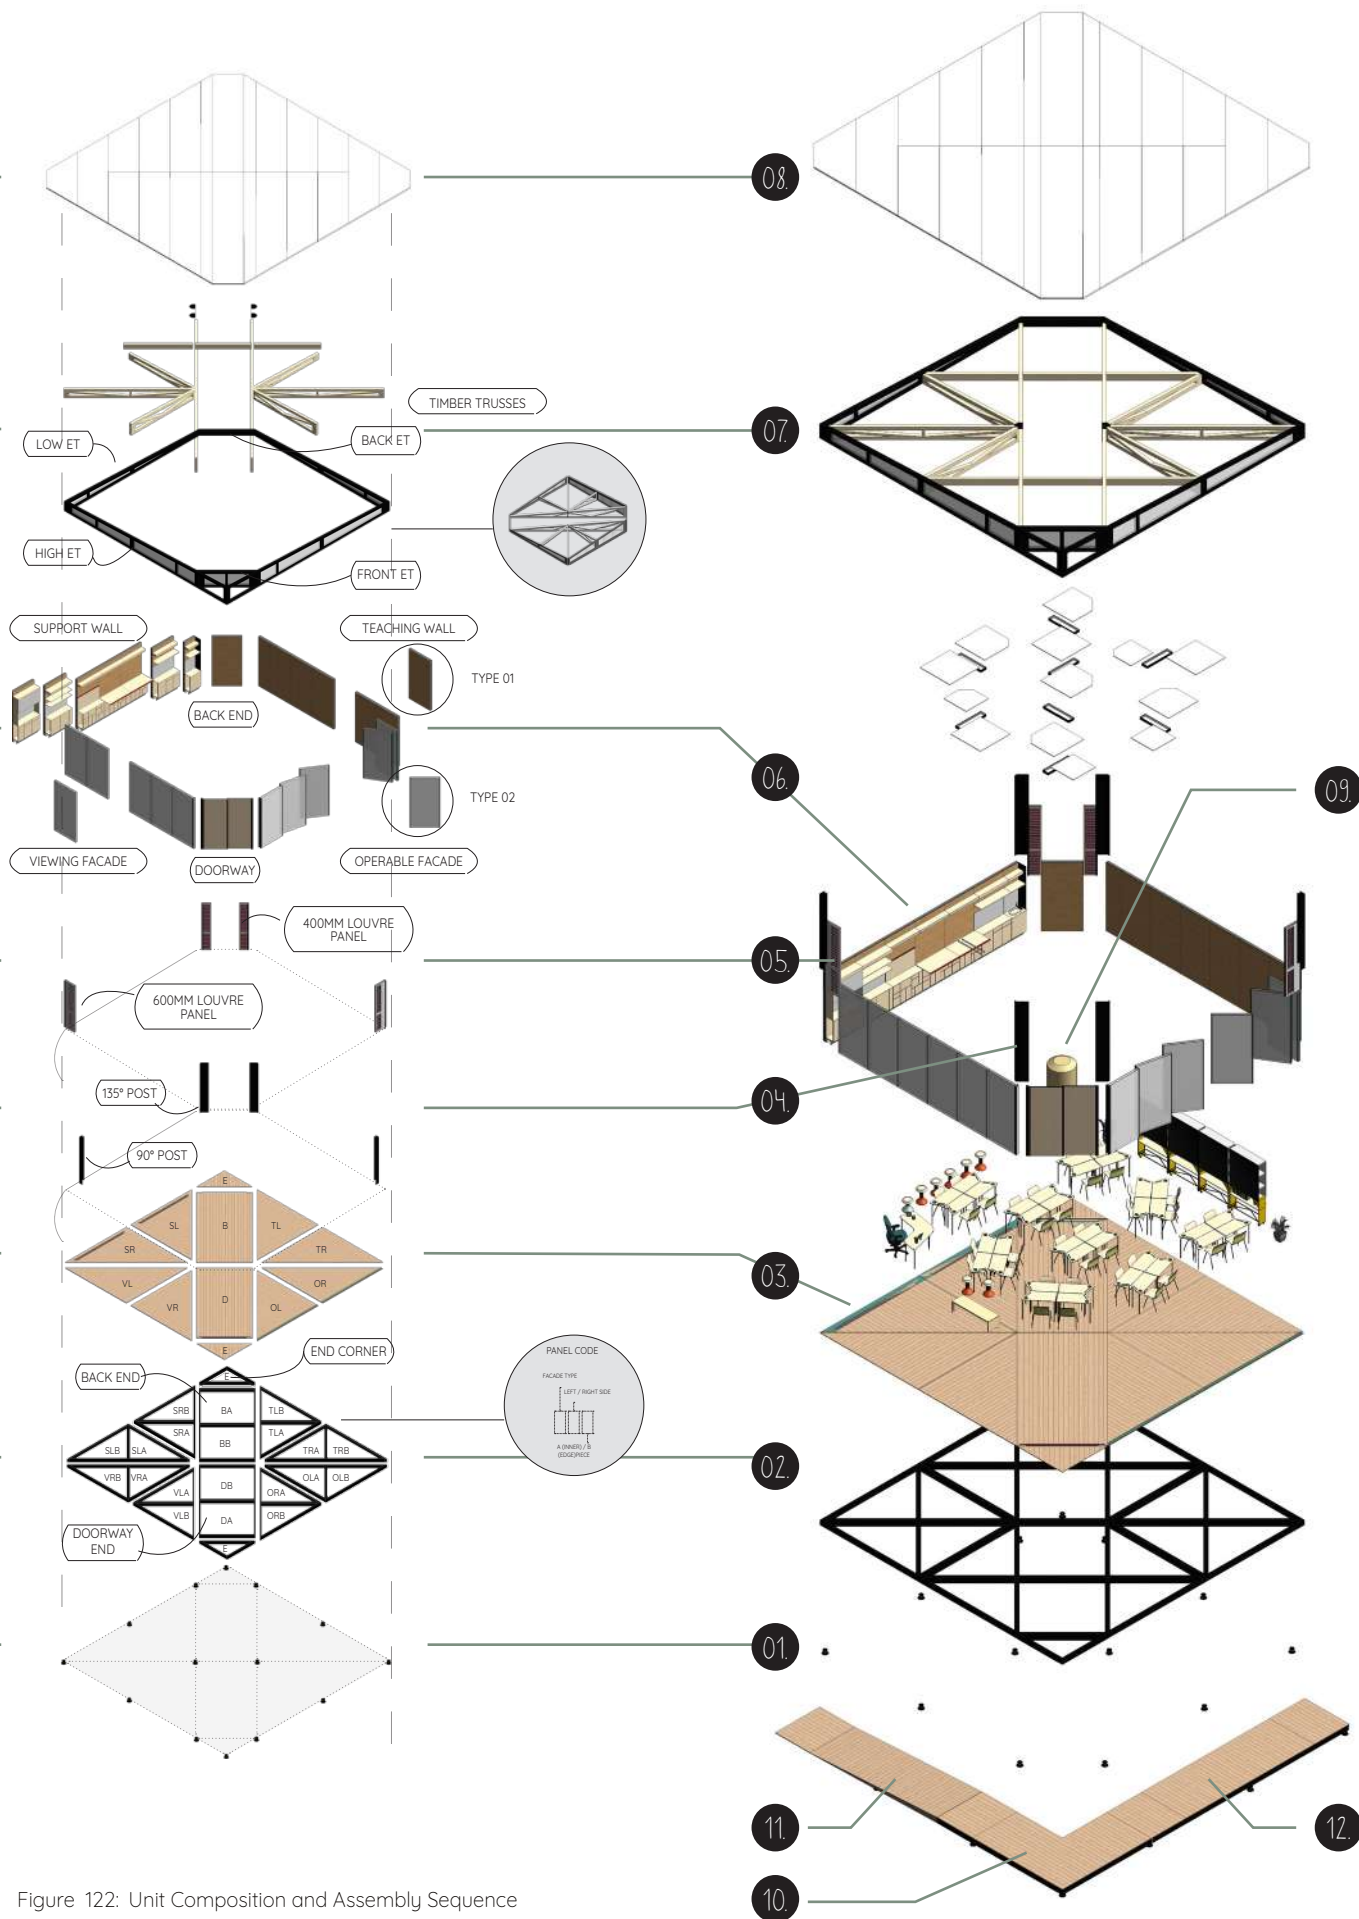 08.
TIMBER TRUSSES
07.
LOW ET
BACK ET
HIGH ET
FRONT ET
SUPPORT WALL
TEACHING WALL
TYPE 01
BACK END
06.
09.
TYPE 02
VIEWING FACADE
DOORWAY
OPERABLE FACADE
400MM LOUVRE
PANEL
05.
600MM LOUVRE
PANEL
135° POST
04.
90° POST
E
SL B TL
SR TR
VL OR
VR D OL
E
03.
END CORNER
BACK END
E
SRB BA TLB
SRA TLA
SLB SLA BB TRA TRB
VRB VRA DB OLA OLB
VLA ORA
VLB DA ORB
DOORWAY
END
E
PANEL CODE
FACADE TYPE
LEFT / RIGHT SIDE
A (INNER) / B
(EDGE)PIECE
02.
01.
11.
12.
10.
Figure 122: Unit Composition and Assembly Sequence